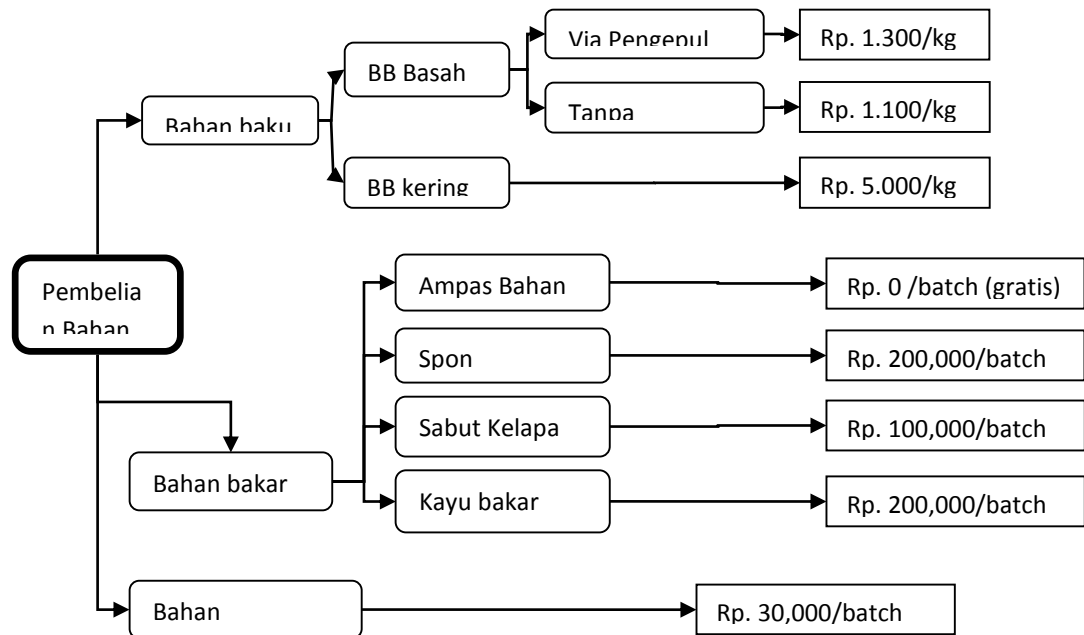 Via Pengepul
Rp. 1.300/kg
BB Basah
Tanpa
Rp. 1.100/kg
Bahan baku
BB kering
Rp. 5.000/kg
Pembelia
n Bahan
Ampas Bahan
Rp. 0 /batch (gratis)
Spon
Rp. 200,000/batch
Sabut Kelapa
Rp. 100,000/batch
Bahan bakar
Kayu bakar
Rp. 200,000/batch
Bahan
Rp. 30,000/batch